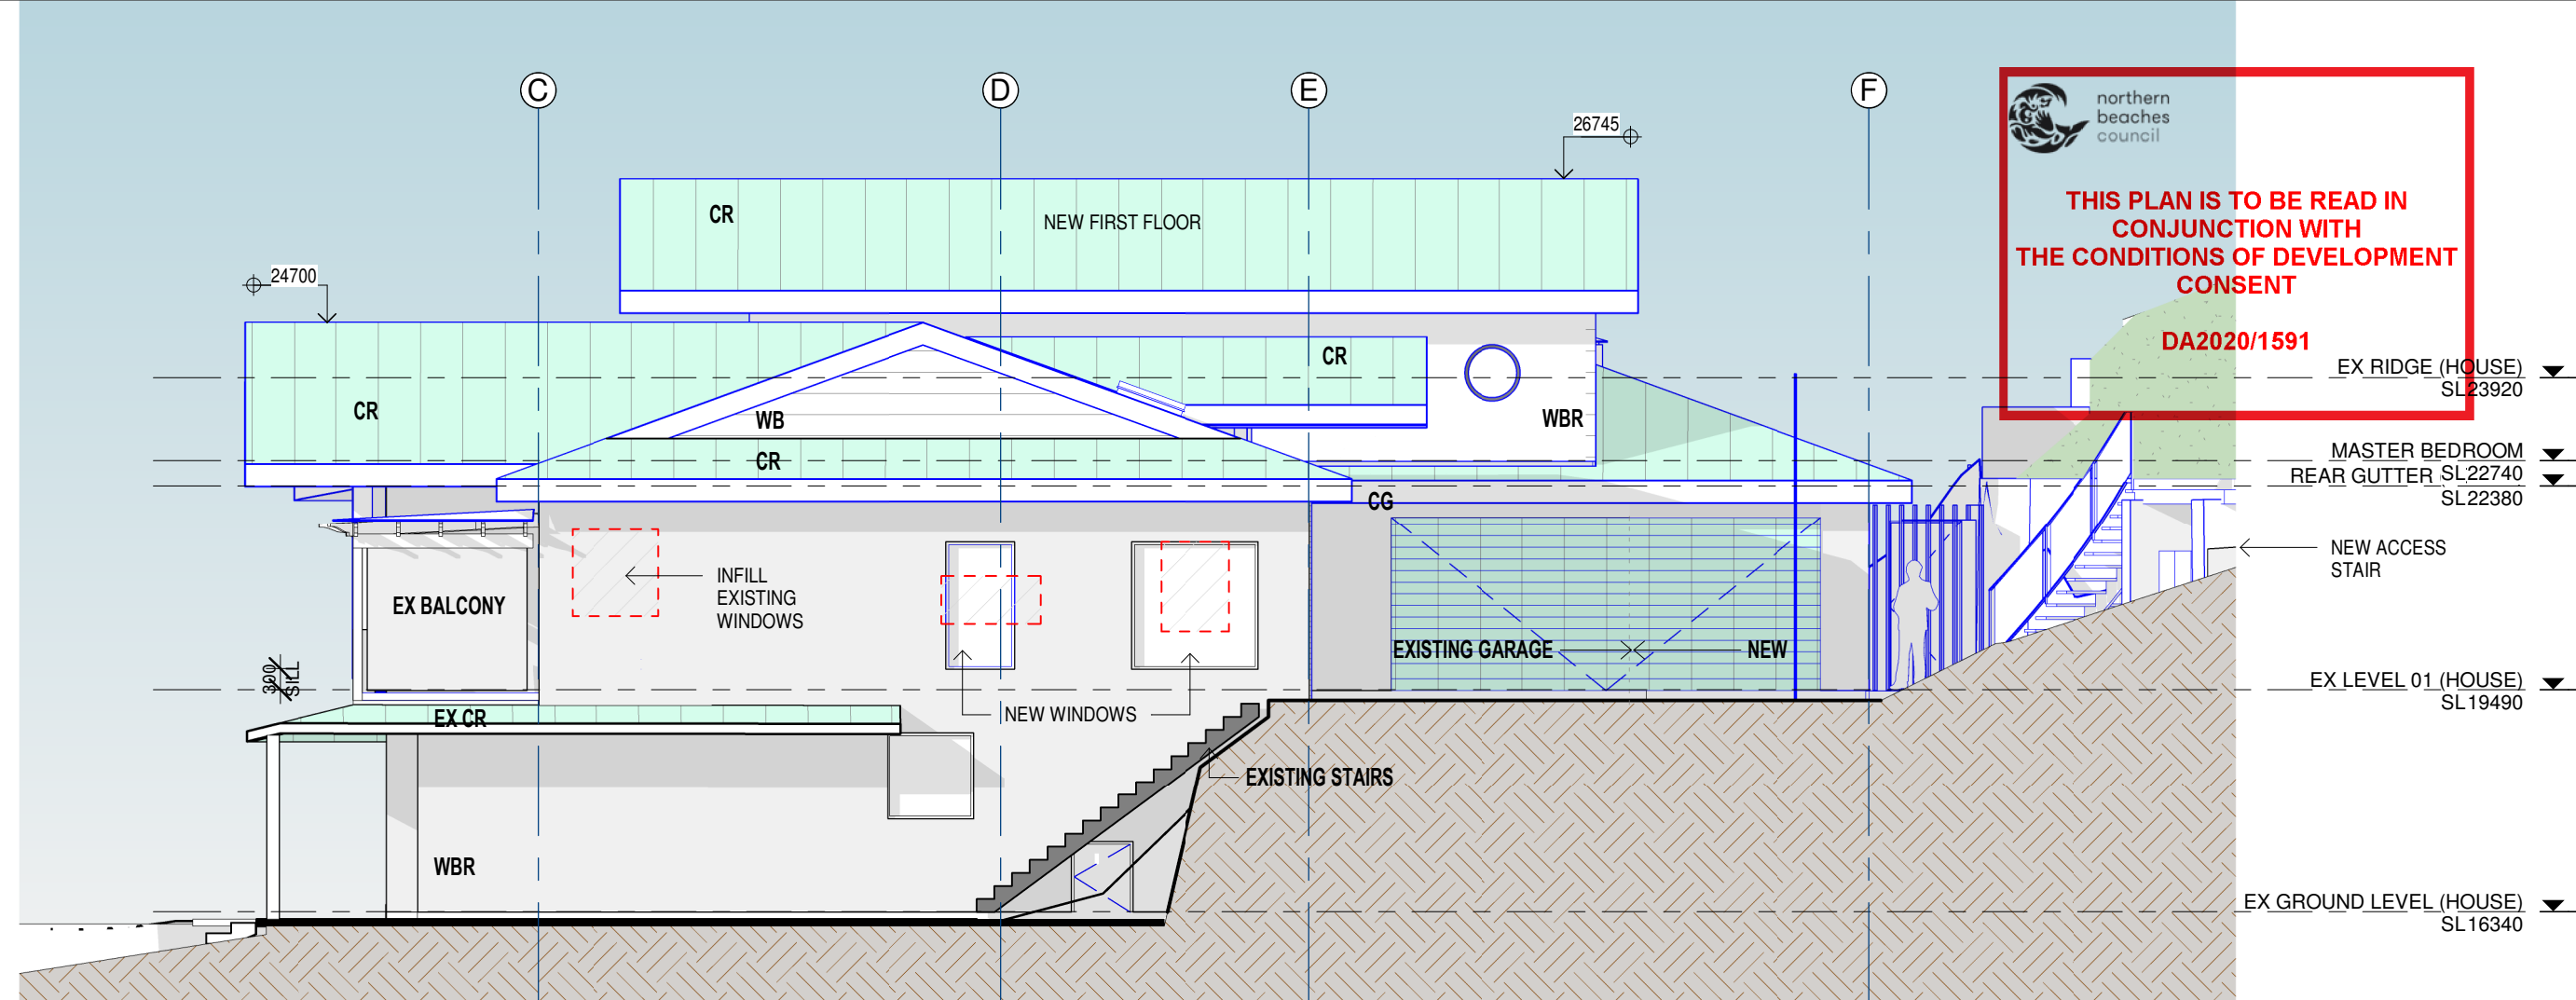 C
D
E
F
northern
beaches
council
THIS PLAN IS TO BE READ IN
CONJUNCTION WITH
THE CONDITIONS OF DEVELOPMENT
CONSENT
DA2020/1591
26745
CR
NEW FIRST FLOOR
24700
CR
CR
WB
WBR
CR
CG
EX RIDGE (HOUSE)
SL23920
MASTER BEDROOM
SL22740
REAR GUTTER
SL22380
NEW ACCESS
STAIR
INFILL
EXISTING
WINDOWS
EX BALCONY
EXISTING GARAGE
NEW
300
SILL
EX LEVEL 01 (HOUSE)
SL19490
EX CR
NEW WINDOWS
EXISTING STAIRS
WBR
EX GROUND LEVEL (HOUSE)
SL16340